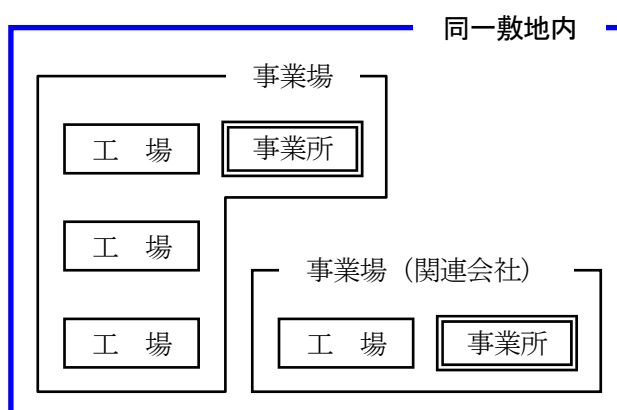 同一敷地内
事業場
工　場
事業所
工　場
事業場（関連会社）
工　場
工　場
事業所